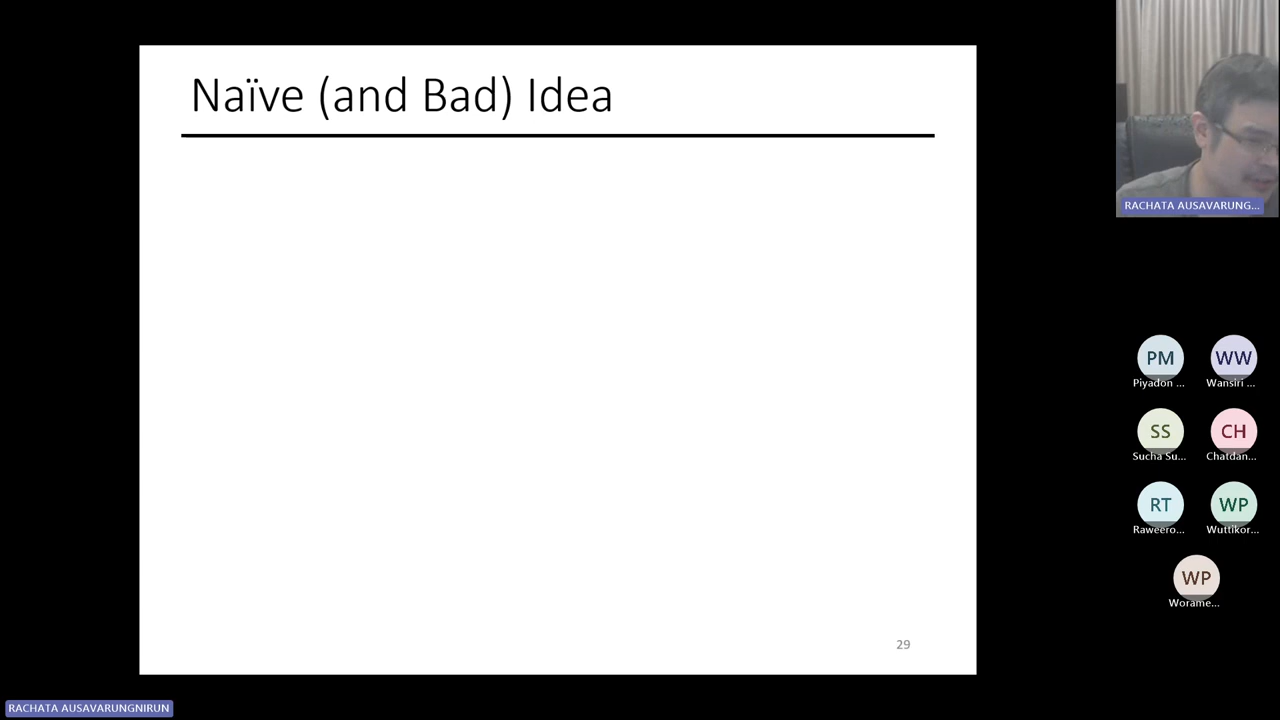 Naïve (and Bad) Idea
29
RACHATA AUSAVARUNG...
PM
Piyadon ...
WW
Wansiri ...
SS
Sucha Su...
CH
Chatdan...
RT
Raweero...
WP
Wuttikor...
WP
Worame...
RACHATA AUSAVARUNGNIRUN